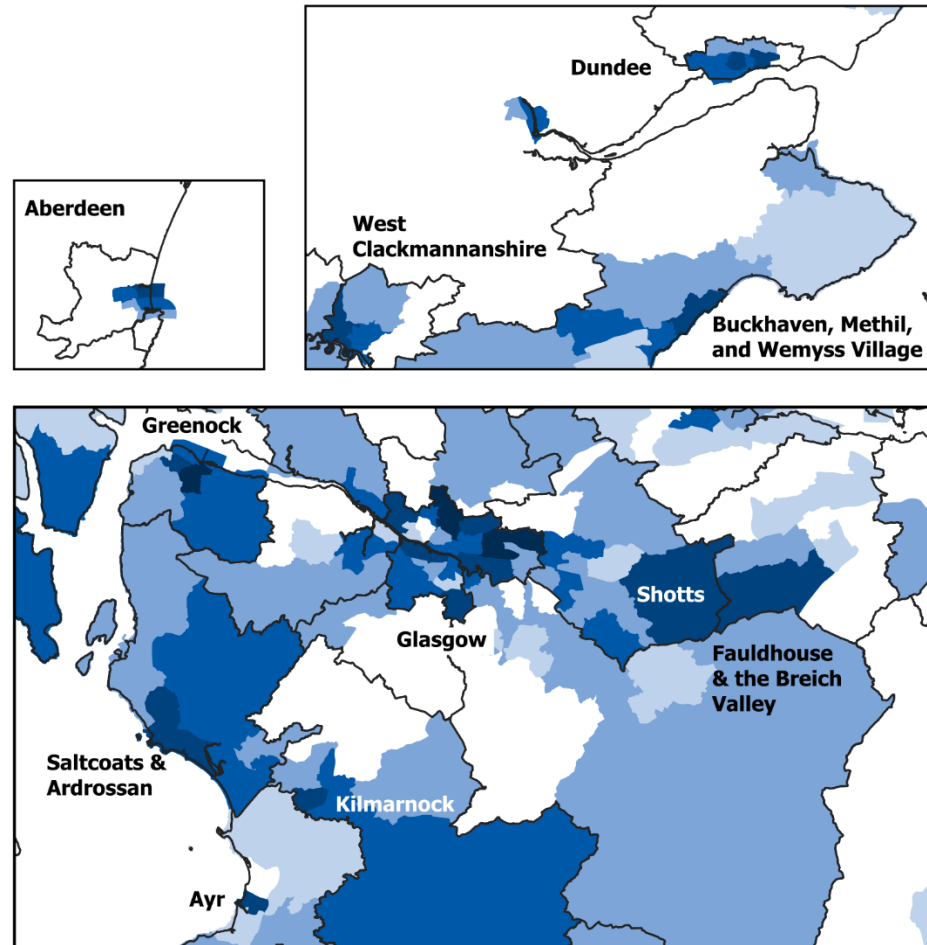 Dundee
Aberdeen
West
Clackmannanshire
Buckhaven, Methil,
and Wemyss Village
Greenock
Shotts
Glasgow
Fauldhouse
& the Breich
Valley
Saltcoats &
Ardrossan
Kilmarnock
Ayr